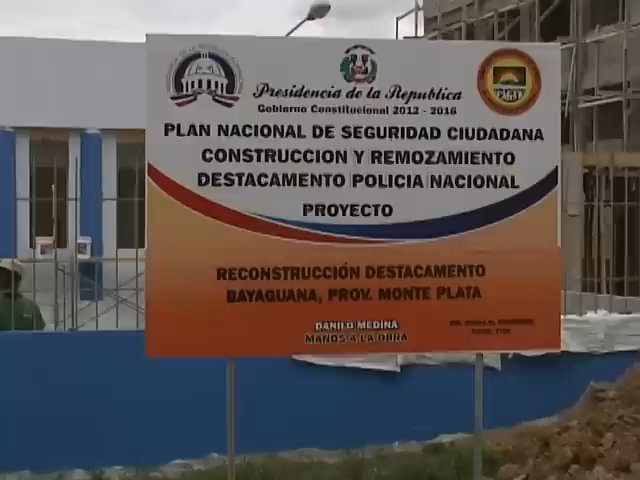 Presidencia de la Republica
Gobierno Constitucional 2012 - 2016
PLAN NACIONAL DE SEGURIDAD CIUDADANA
CONSTRUCCION Y REMOZAMIENTO
DESTACAMENTO POLICIA NACIONAL
PROYECTO
RECONSTRUCCIÓN DESTACAMENTO
BAYAGUANA, PROV. MONTE PLATA
DANILO MEDINA
MANOS A LA OBRA